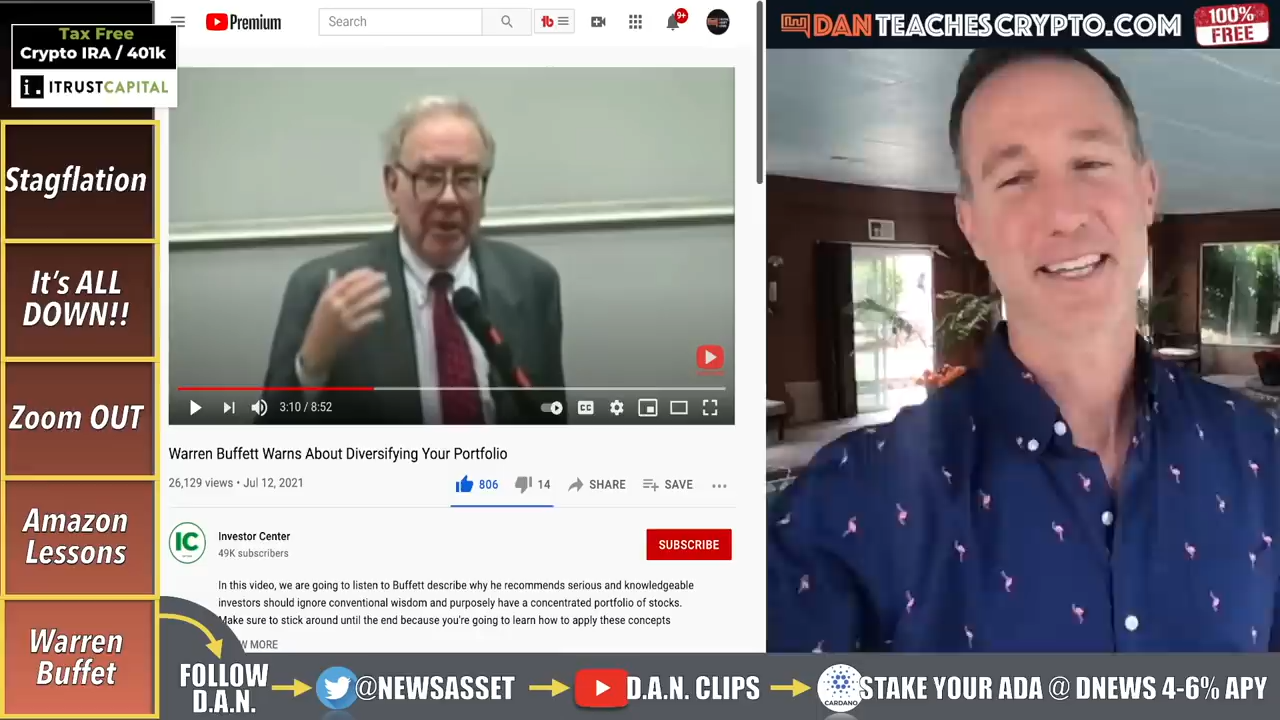 Tax Free
Crypto IRA / 401k
i. ITRUSTCAPITAL
Stagflation
It's ALL
DOWN!!
Zoom OUT
Amazon
Lessons
Warren
Buffet
Premium
Search
tb
9+
3:10 / 8:52
CC
Warren Buffett Warns About Diversifying Your Portfolio
26,129 views • Jul 12, 2021
806
14
SHARE
SAVE
IC
Investor Center
49K subscribers
SUBSCRIBE
In this video, we are going to listen to Buffett describe why he recommends serious and knowledgeable
investors should ignore conventional wisdom and purposely have a concentrated portfolio of stocks.
Make sure to stick around until the end because you're going to learn how to apply these concepts
MORE
DANTEACHESCRYPTO.COM
100%
FREE
FOLLOW
D.A.N.
@NEWSASSET
D.A.N. CLIPS
CARDANO
STAKE YOUR ADA @ DNEWS 4-6% APY